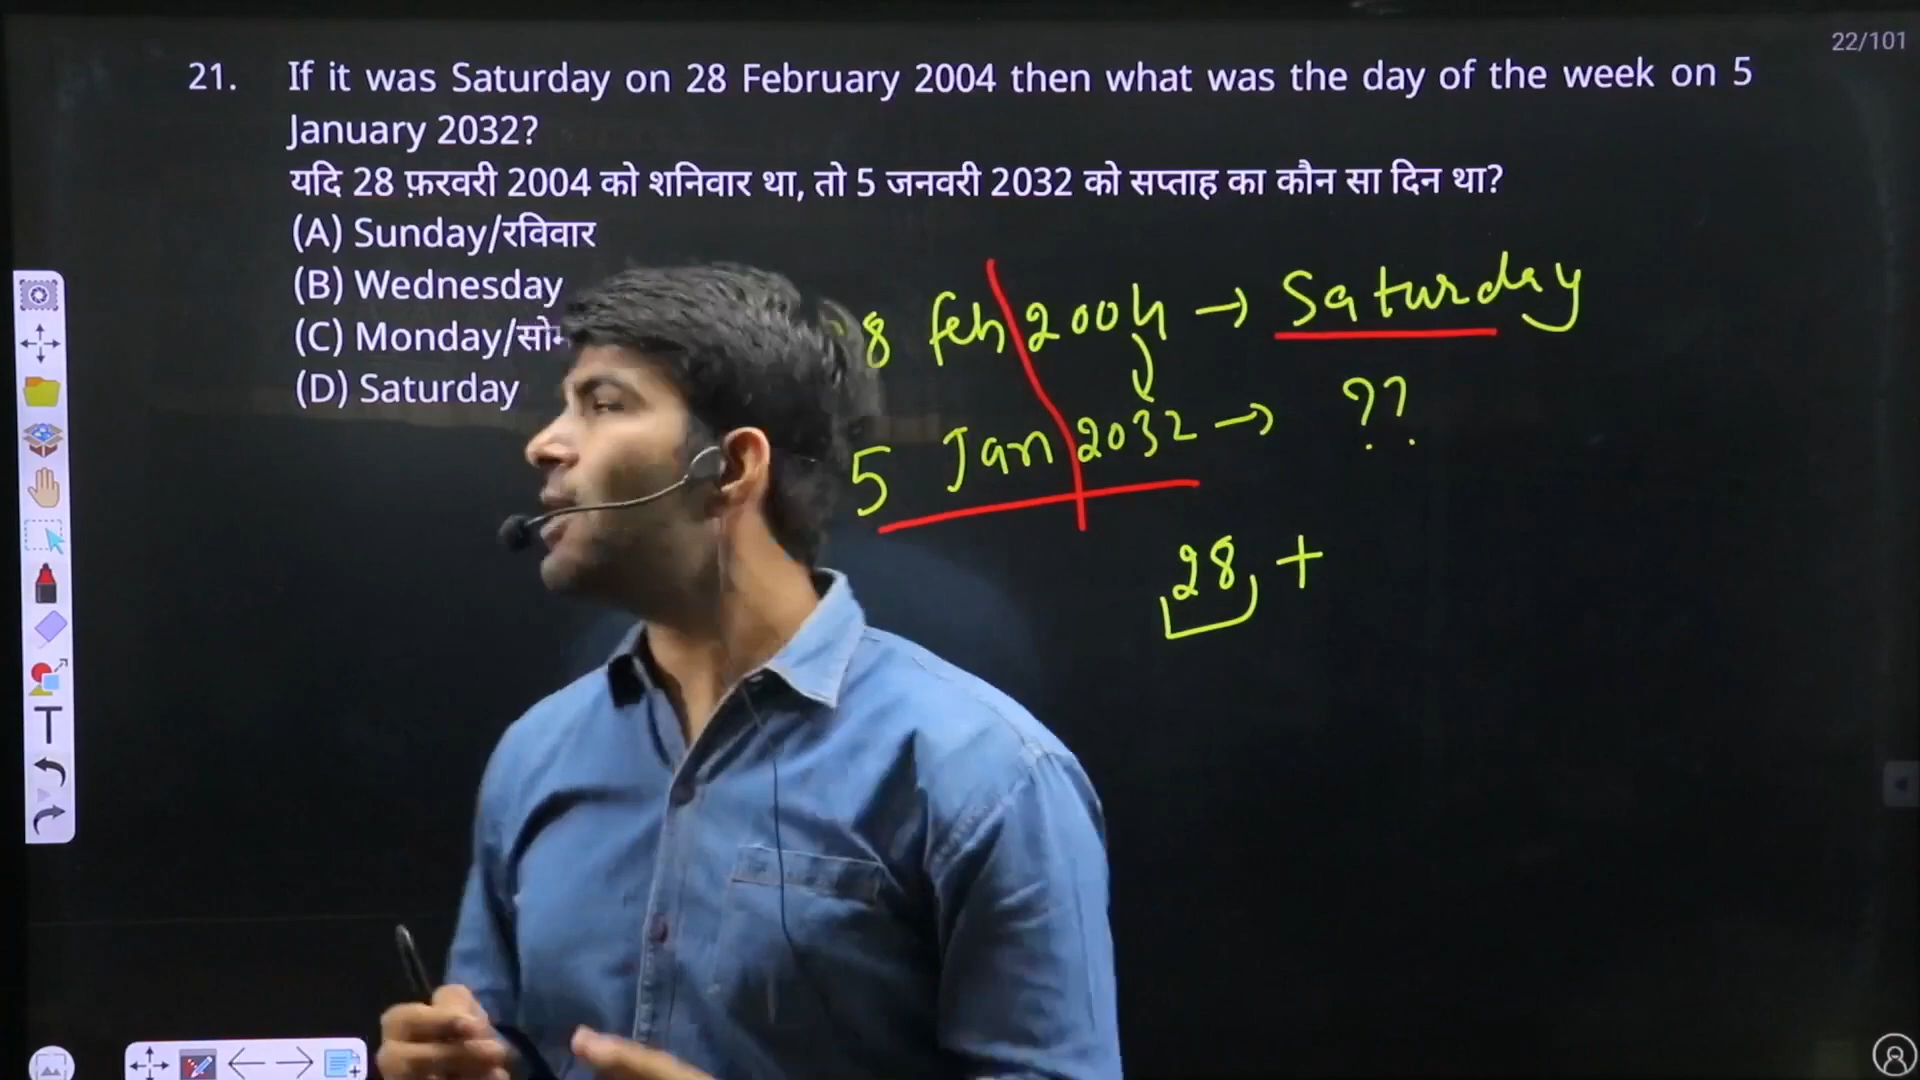 22/101
21. If it was Saturday on 28 February 2004 then what was the day of the week on 5
January 2032?
यदि 28 फ़रवरी 2004 को शनिवार था, तो 5 जनवरी 2032 को सप्ताह का कौन सा दिन था?
(A) Sunday/रविवार
(B) Wednesday
(C) Monday/सोम
(D) Saturday
8 feb 2004 → Saturday
5 Jan 2032 → ??
28 +
T